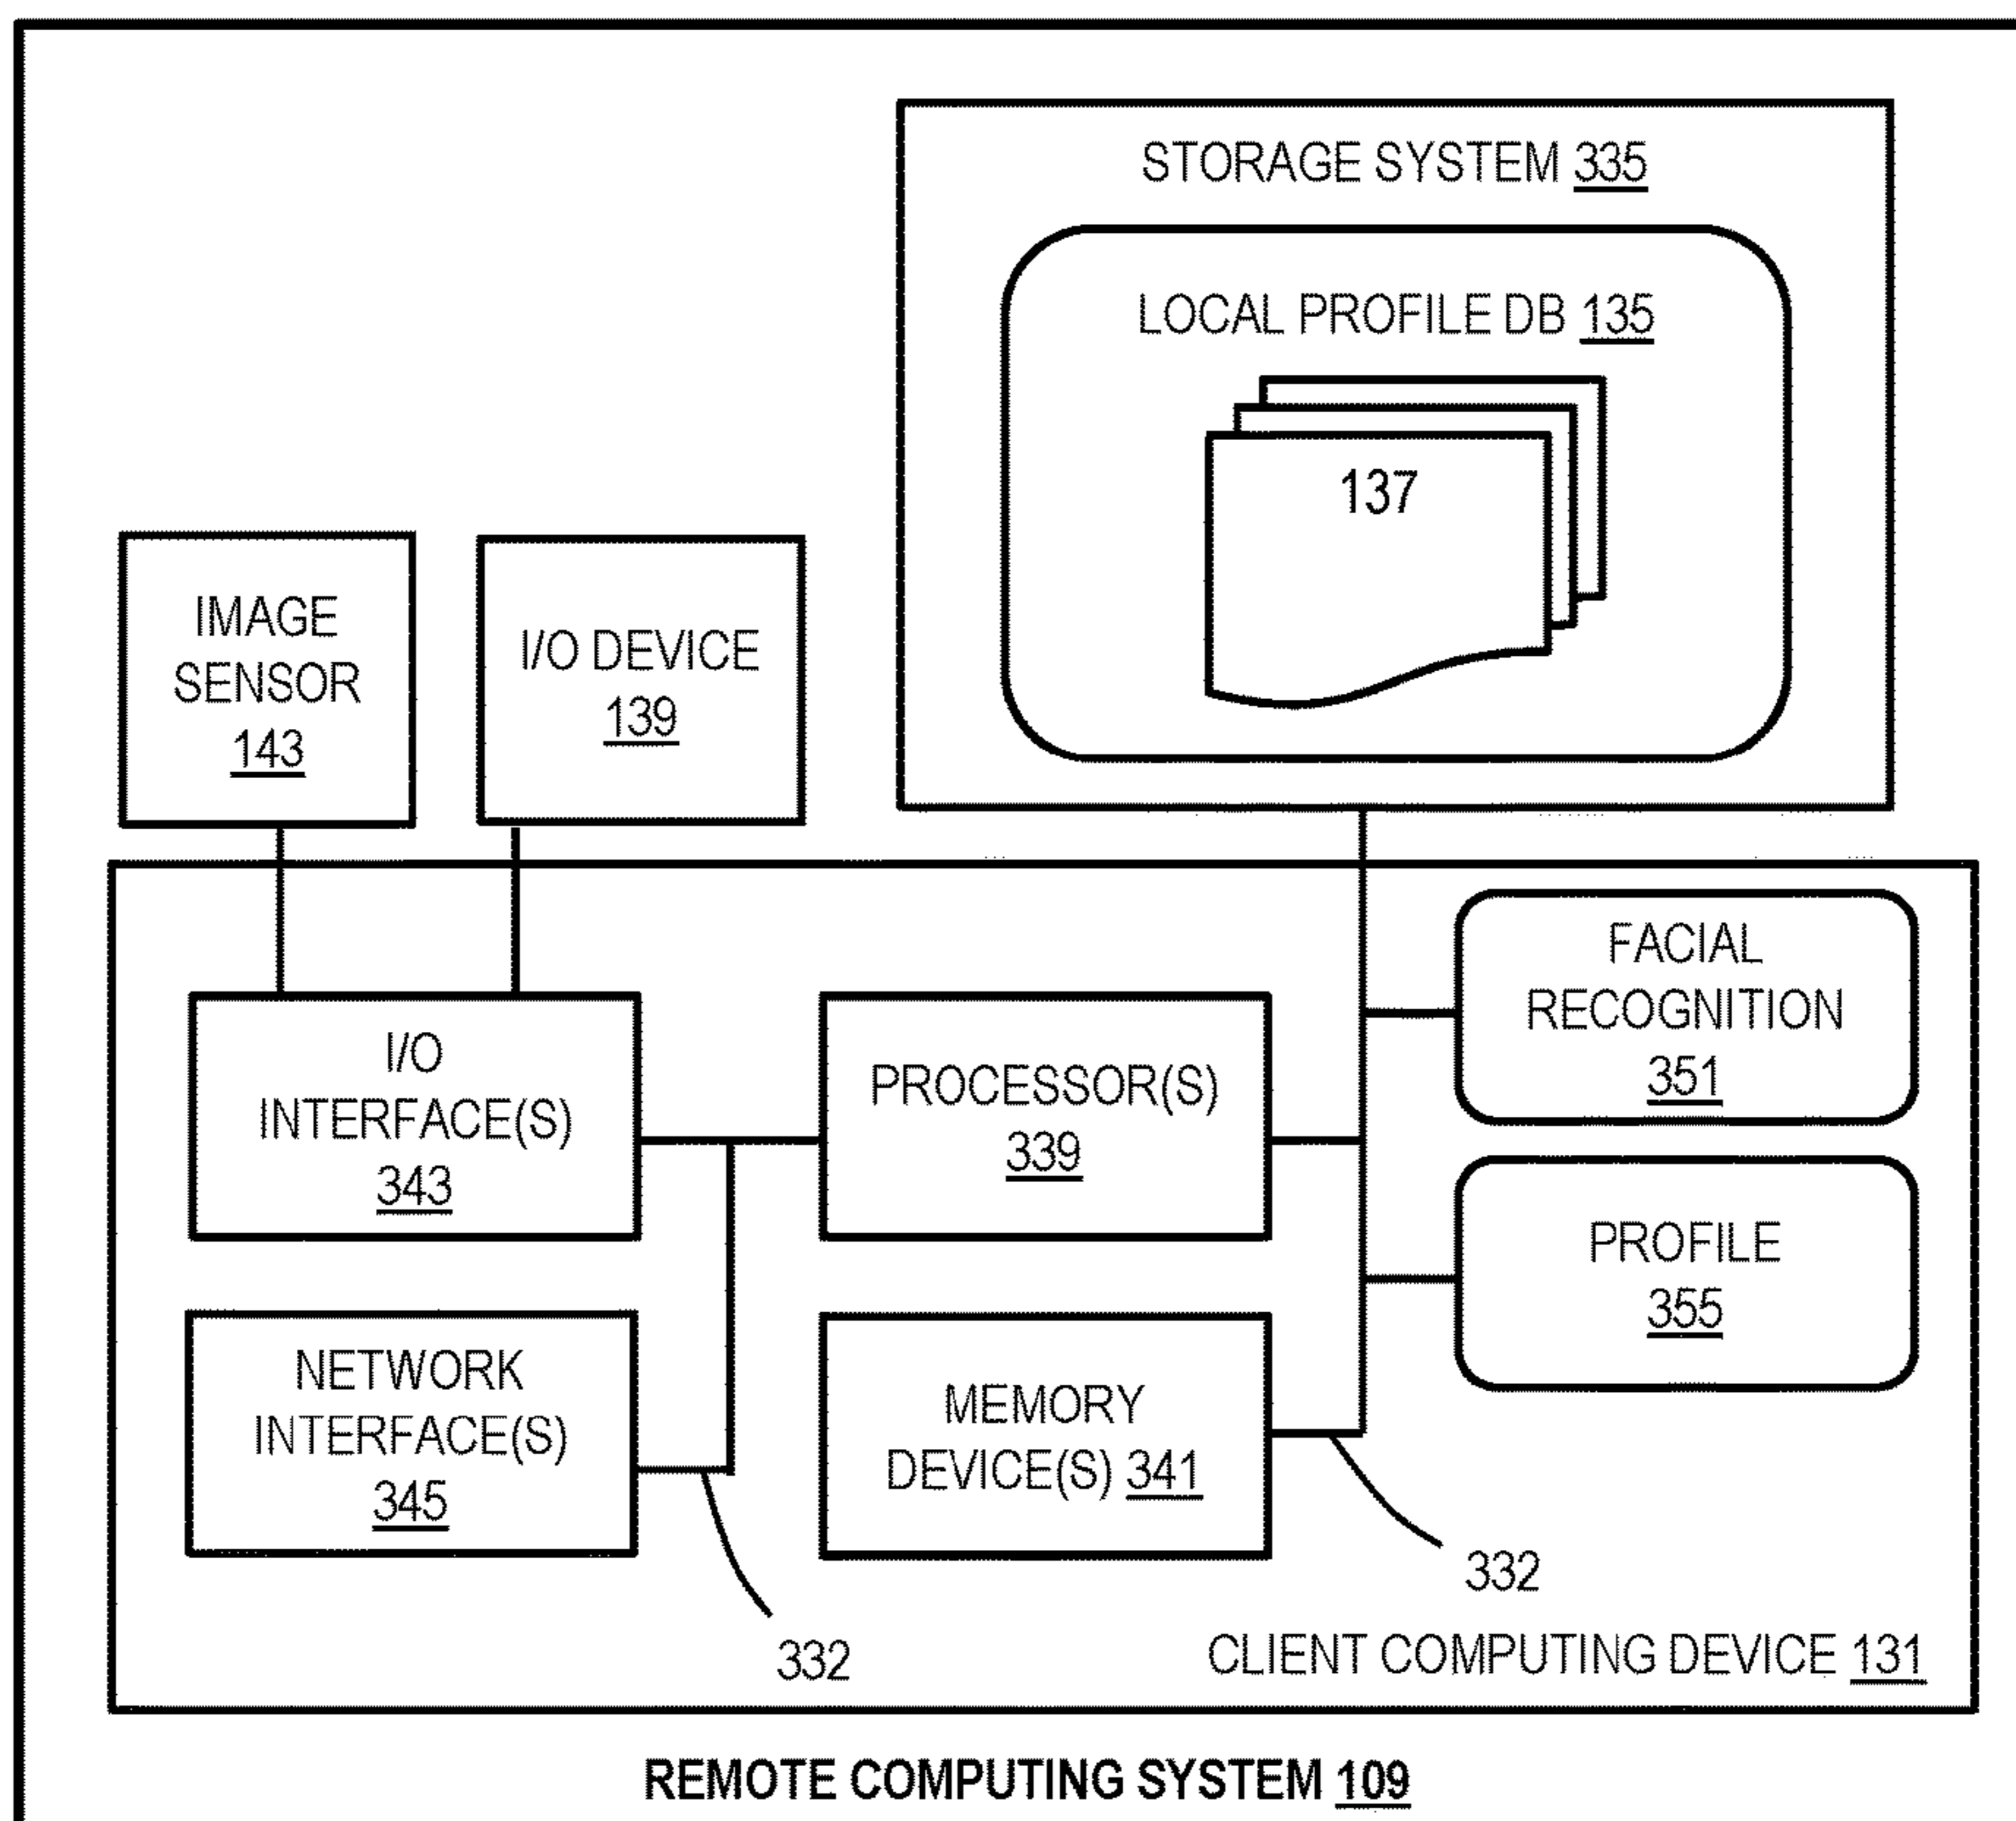 STORAGE SYSTEM 335
LOCAL PROFILE DB 135
137
IMAGE
SENSOR
143
I/O DEVICE
139
I/O
INTERFACE(S)
343
PROCESSOR(S)
339
FACIAL
RECOGNITION
351
PROFILE
355
NETWORK
INTERFACE(S)
345
MEMORY
DEVICE(S) 341
332
332
CLIENT COMPUTING DEVICE 131
REMOTE COMPUTING SYSTEM 109